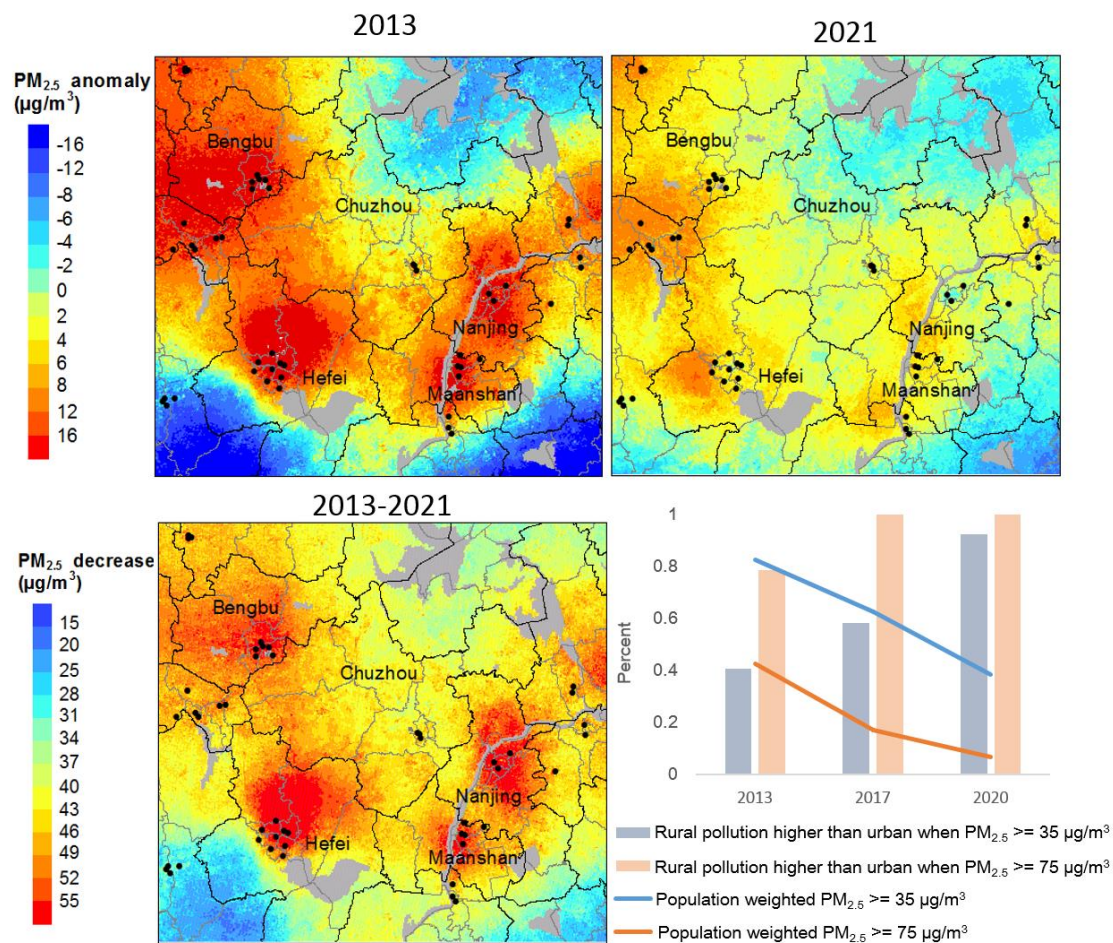 2013
2021
PM2.5 anomaly
(µg/m³)
-16
-12
-8
-6
-4
-2
0
2
4
6
8
12
16
Bengbu
Chuzhou
Nanjing
Hefei
Maanshan
Bengbu
Chuzhou
Nanjing
Hefei
Maanshan
2013-2021
PM2.5 decrease
(µg/m³)
15
20
25
28
31
34
37
40
43
46
49
52
55
Bengbu
Chuzhou
Nanjing
Hefei
Maanshan
Percent
1
0.8
0.6
0.4
0.2
0
2013 2017 2020
Rural pollution higher than urban when PM2.5 >= 35 µg/m³
Rural pollution higher than urban when PM2.5 >= 75 µg/m³
Population weighted PM2.5 >= 35 µg/m³
Population weighted PM2.5 >= 75 µg/m³